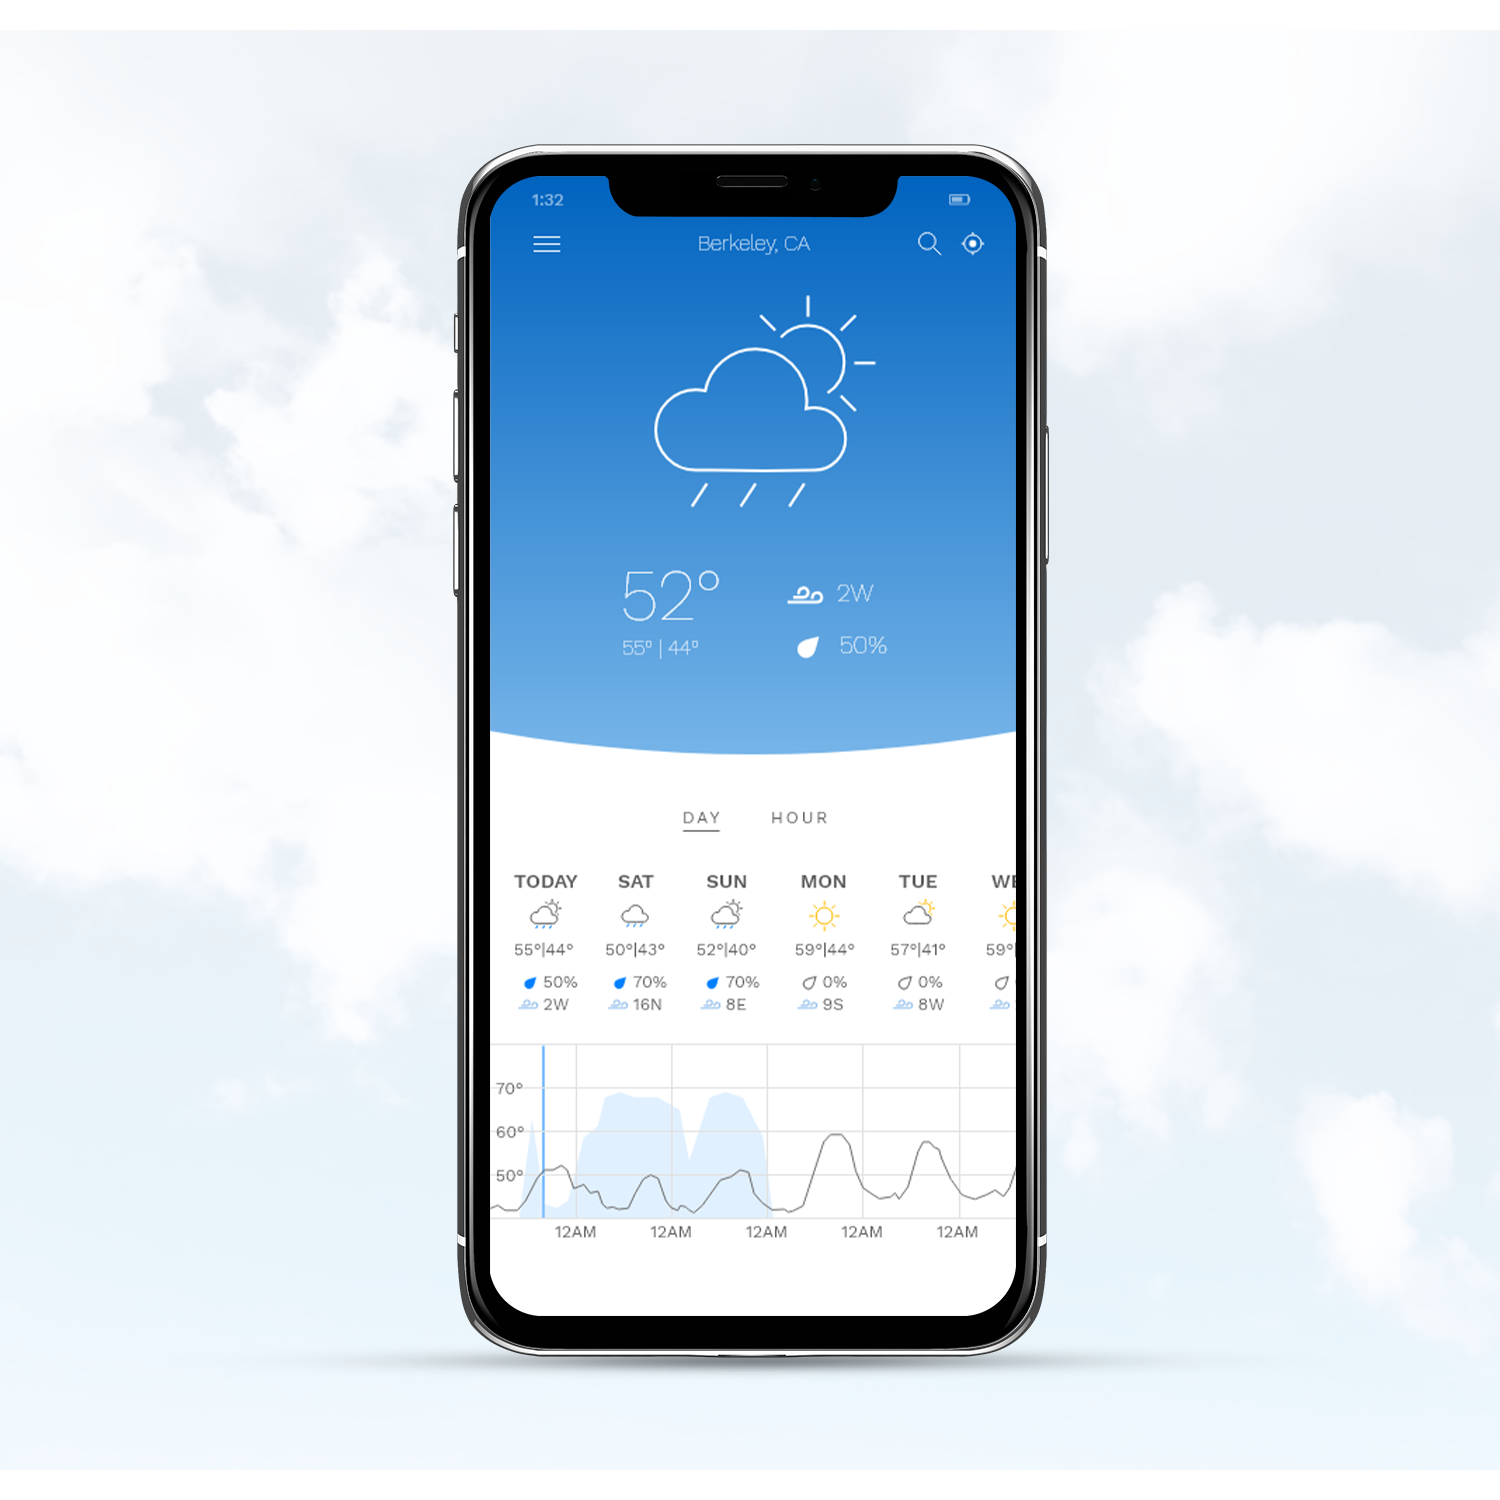 1:32
Berkeley, CA
52°
2W
55° | 44°
50%
DAY HOUR
TODAY SAT SUN MON TUE WE
55°|44° 50°|43° 52°|40° 59°|44° 57°|41° 59°|
50% 70% 70% 0% 0%
2W 16N 8E 9S 8W
70°
60°
50°
12AM 12AM 12AM 12AM 12AM